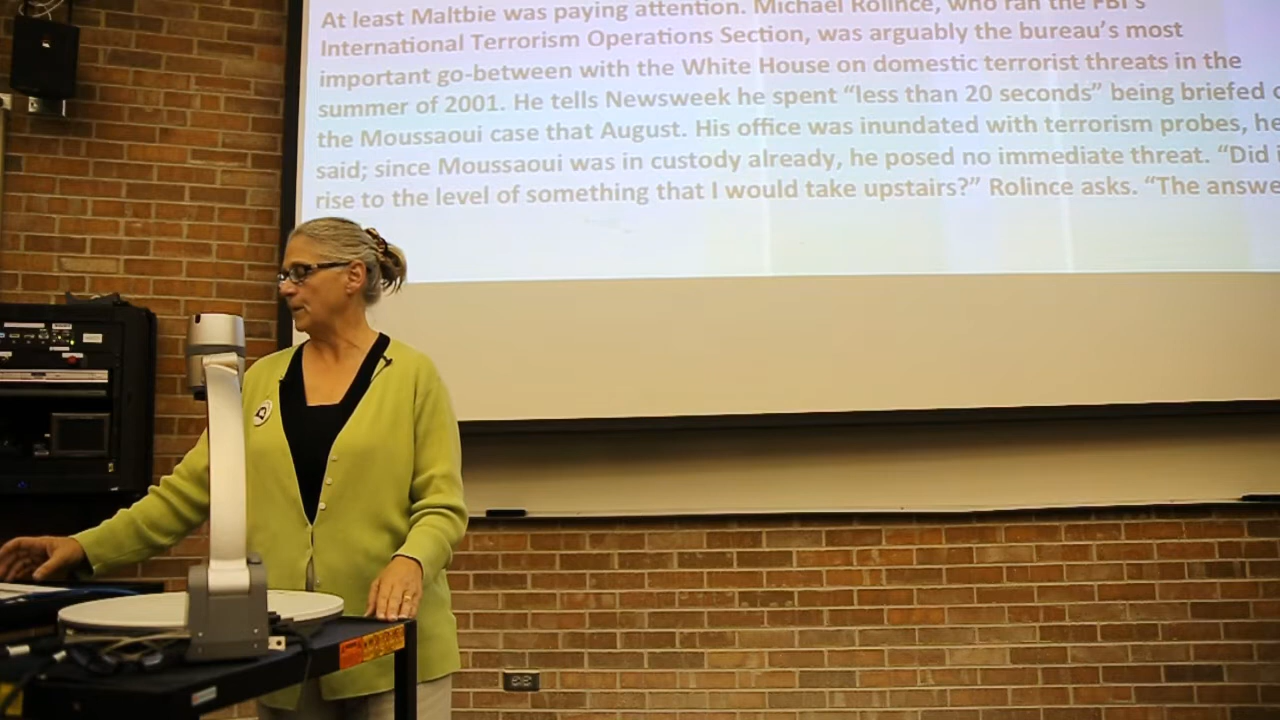 At least Maltbie was paying attention. Michael Rolince, who ran the FBI's
International Terrorism Operations Section, was arguably the bureau's most
important go-between with the White House on domestic terrorist threats in the
summer of 2001. He tells Newsweek he spent “less than 20 seconds” being briefed
the Moussaoui case that August. His office was inundated with terrorism probes, he
said; since Moussaoui was in custody already, he posed no immediate threat. “Did
rise to the level of something that I would take upstairs?” Rolince asks. “The